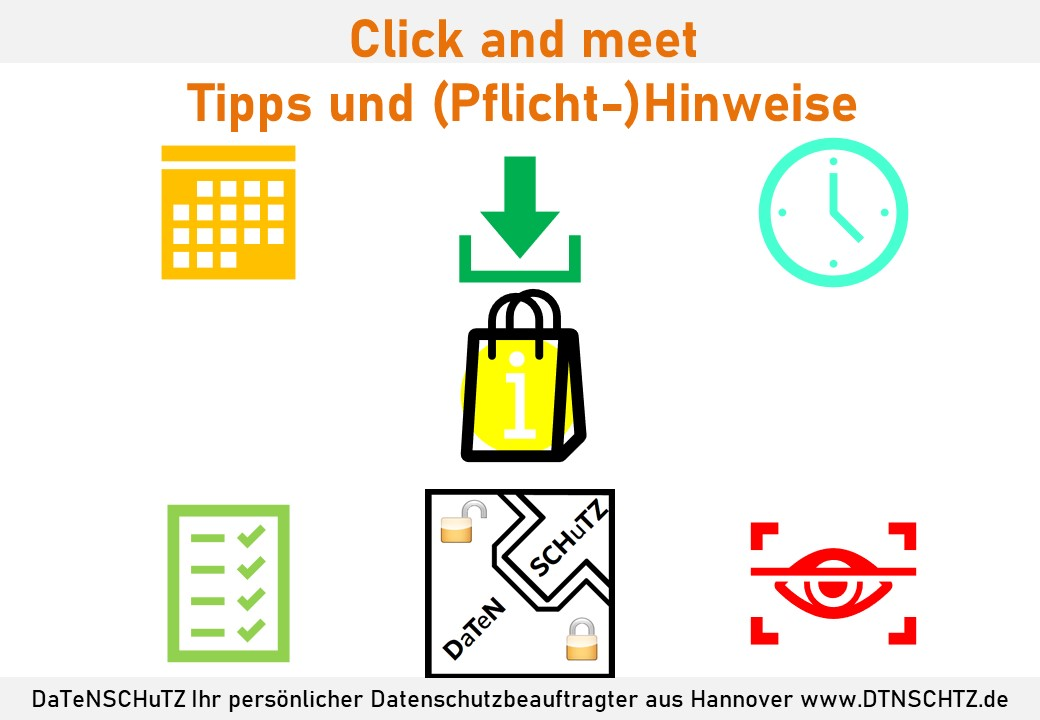 Click and meet
Tipps und (Pflicht-)Hinweise
i
SCHuTZ
DaTeN
DaTeNSCHuTZ Ihr persönlicher Datenschutzbeauftragter aus Hannover www.DTNSCHTZ.de